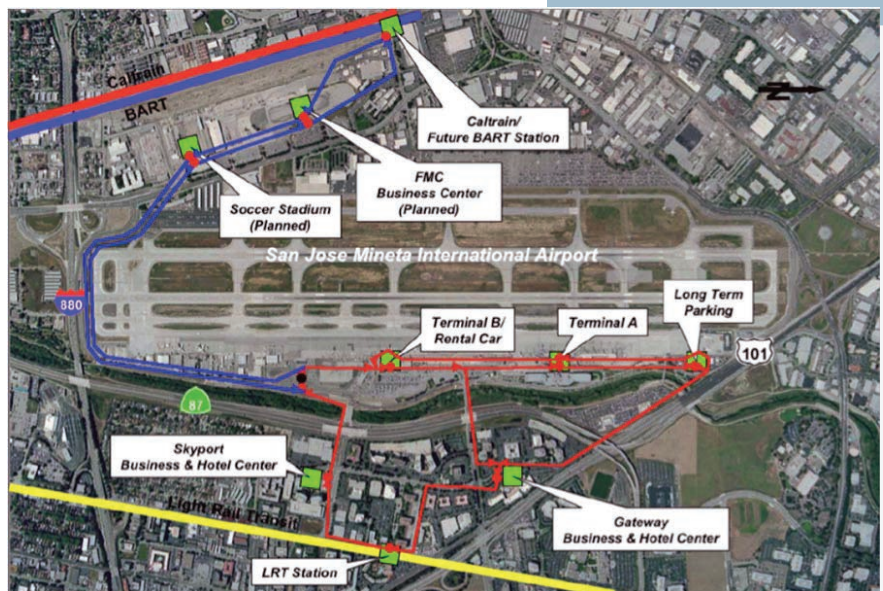 Caltrain
BART
Caltrain/
Future BART Station
FMC
Business Center
(Planned)
Soccer Stadium
(Planned)
San Jose Mineta International Airport
880
Terminal B/
Rental Car
Terminal A
Long Term
Parking
101
87
Skyport
Business & Hotel Center
Light Rail Transit
LRT Station
Gateway
Business & Hotel Center
N